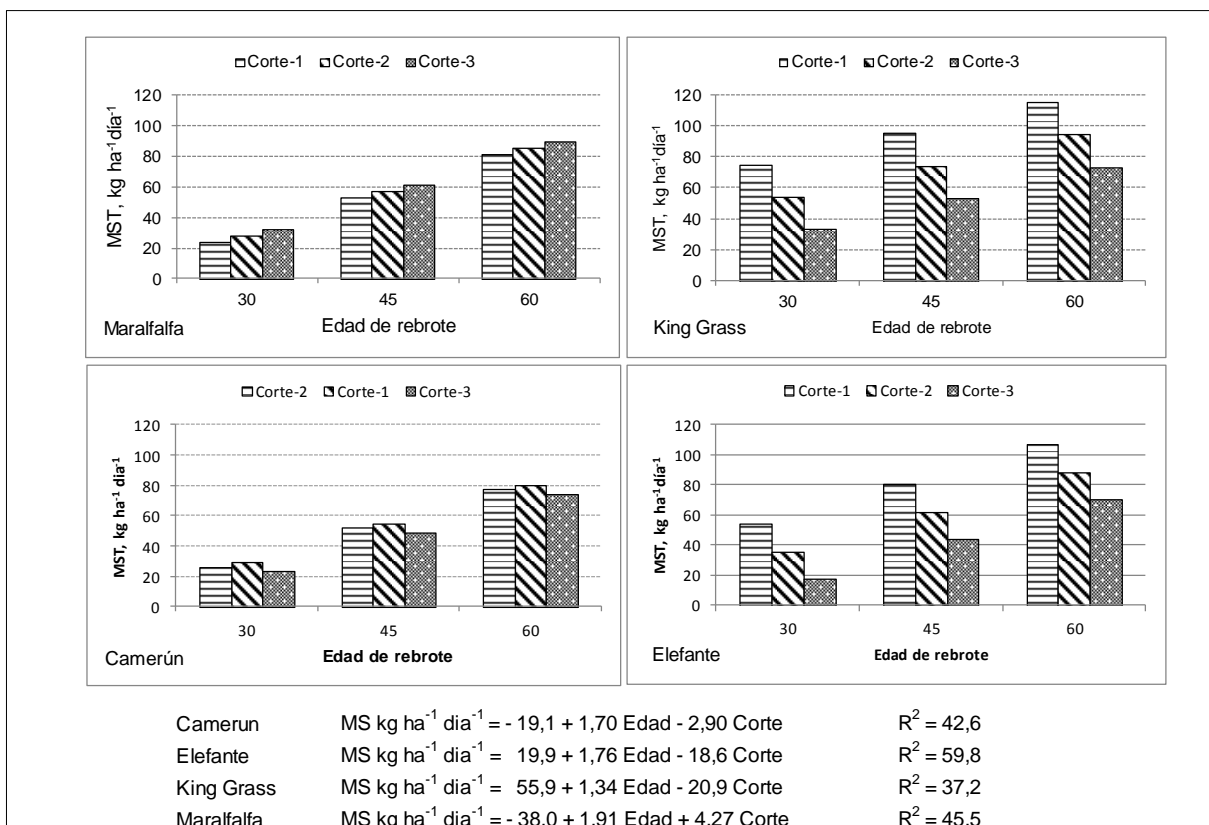 Corte-1 Corte-2 Corte-3
MST, kg ha-1 día-1
120
100
80
60
40
20
0
30 45 60
Maralfalfa Edad de rebrote
Corte-1 Corte-2 Corte-3
MST, kg ha-1 día-1
120
100
80
60
40
20
0
30 45 60
King Grass Edad de rebrote
Corte-2 Corte-1 Corte-3
MST, kg ha-1 dia-1
120
100
80
60
40
20
0
30 45 60
Camerún Edad de rebrote
Corte-1 Corte-2 Corte-3
MST, kg ha-1 día-1
120
100
80
60
40
20
0
30 45 60
Elefante Edad de rebrote
Camerun MS kg ha-1 dia-1 = - 19,1 + 1,70 Edad - 2,90 Corte R2 = 42,6
Elefante MS kg ha-1 dia-1 = 19,9 + 1,76 Edad - 18,6 Corte R2 = 59,8
King Grass MS kg ha-1 dia-1 = 55,9 + 1,34 Edad - 20,9 Corte R2 = 37,2
Maralfalfa MS kg ha-1 dia-1 = - 38,0 + 1,91 Edad + 4,27 Corte R2 = 45,5